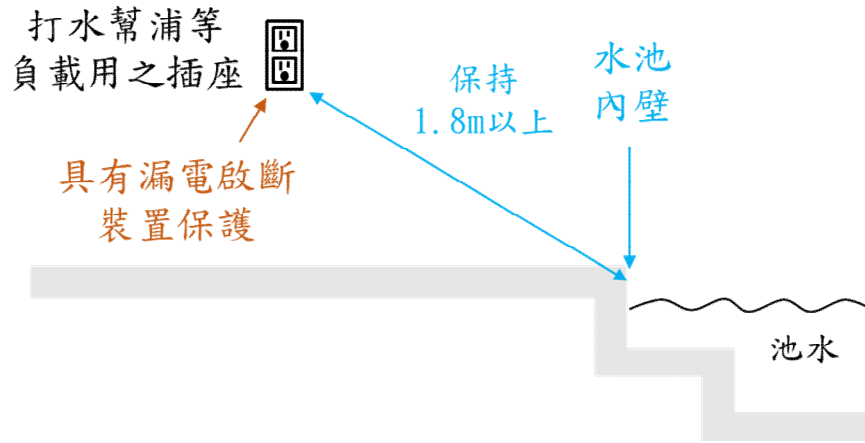 打水幫浦等
負載用之插座
保持
1.8m以上
水池
內壁
具有漏電啟斷
裝置保護
池水